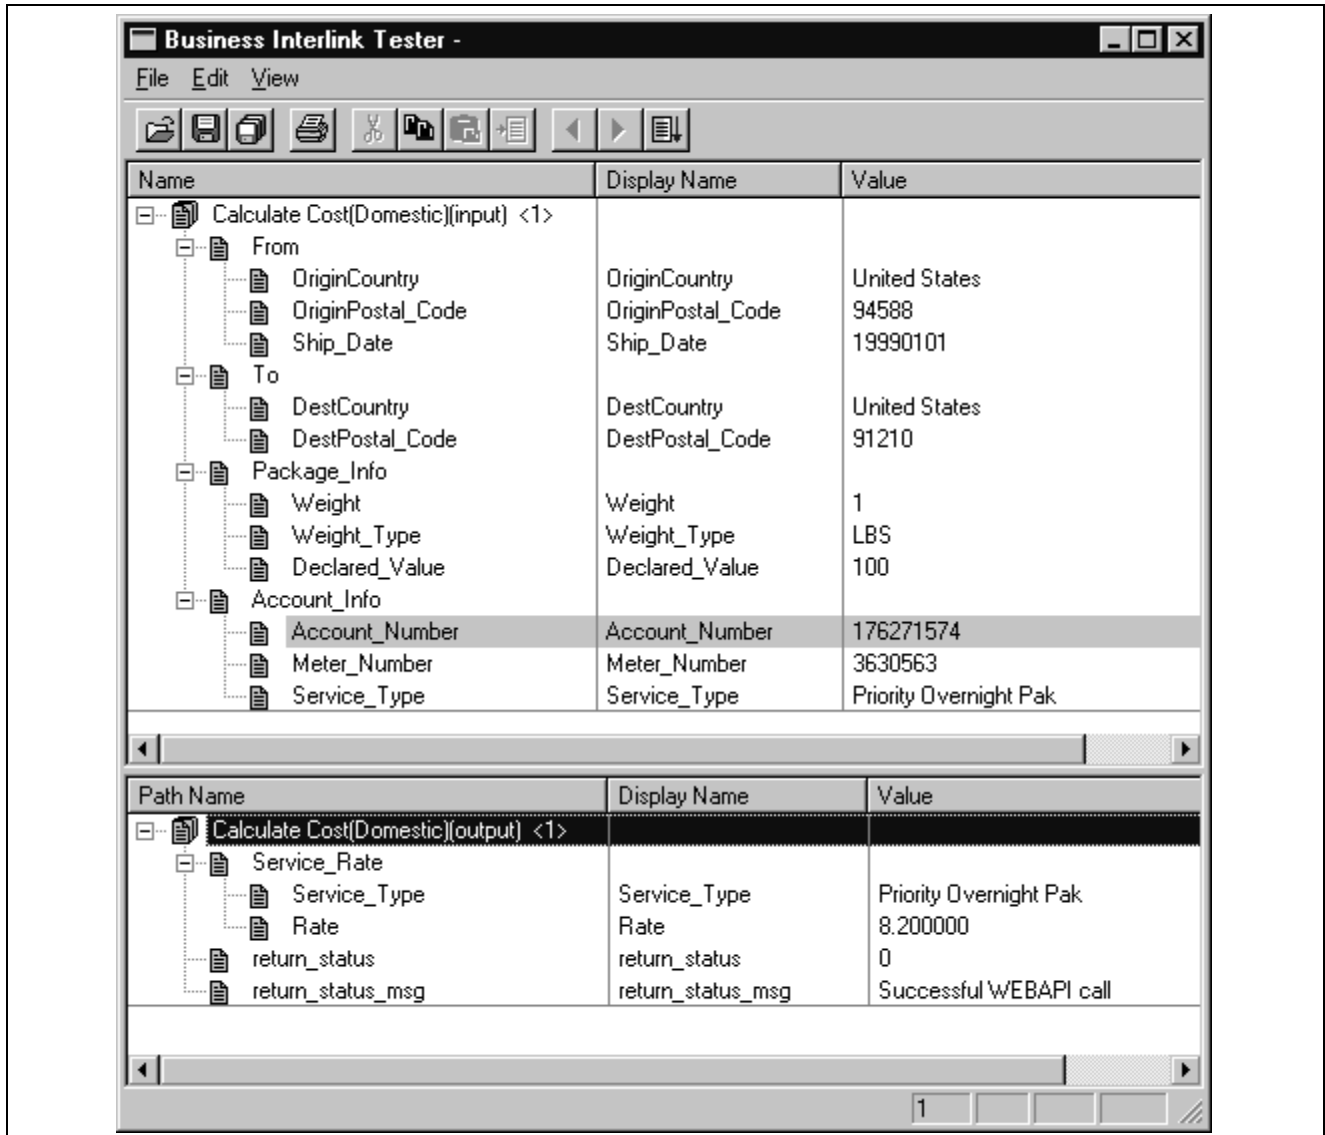 Business Interlink Tester -
File Edit View
Name Display Name Value
Calculate Cost(Domestic)(input) <1>
From
OriginCountry OriginCountry United States
OriginPostal_Code OriginPostal_Code 94588
Ship_Date Ship_Date 19990101
To
DestCountry DestCountry United States
DestPostal_Code DestPostal_Code 91210
Package_Info
Weight Weight 1
Weight_Type Weight_Type LBS
Declared_Value Declared_Value 100
Account_Info
Account_Number Account_Number 176271574
Meter_Number Meter_Number 3630563
Service_Type Service_Type Priority Overnight Pak
Path Name Display Name Value
Calculate Cost(Domestic)(output) <1>
Service_Rate
Service_Type Service_Type Priority Overnight Pak
Rate Rate 8.200000
return_status return_status 0
return_status_msg return_status_msg Successful WEBAPI call
1